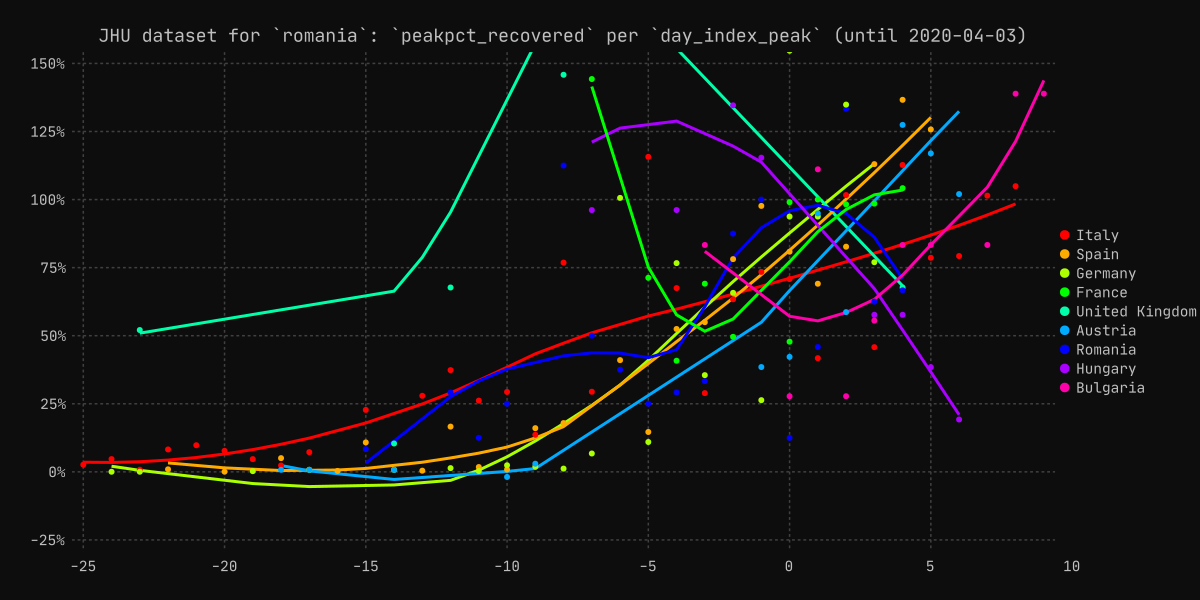 JHU dataset for `romania`: `peakpct_recovered` per `day_index_peak` (until 2020-04-03)
150%
125%
100%
75%
50%
25%
0%
−25%
−25
−20
−15
−10
−5
0
5
10
Italy
Spain
Germany
France
United Kingdom
Austria
Romania
Hungary
Bulgaria